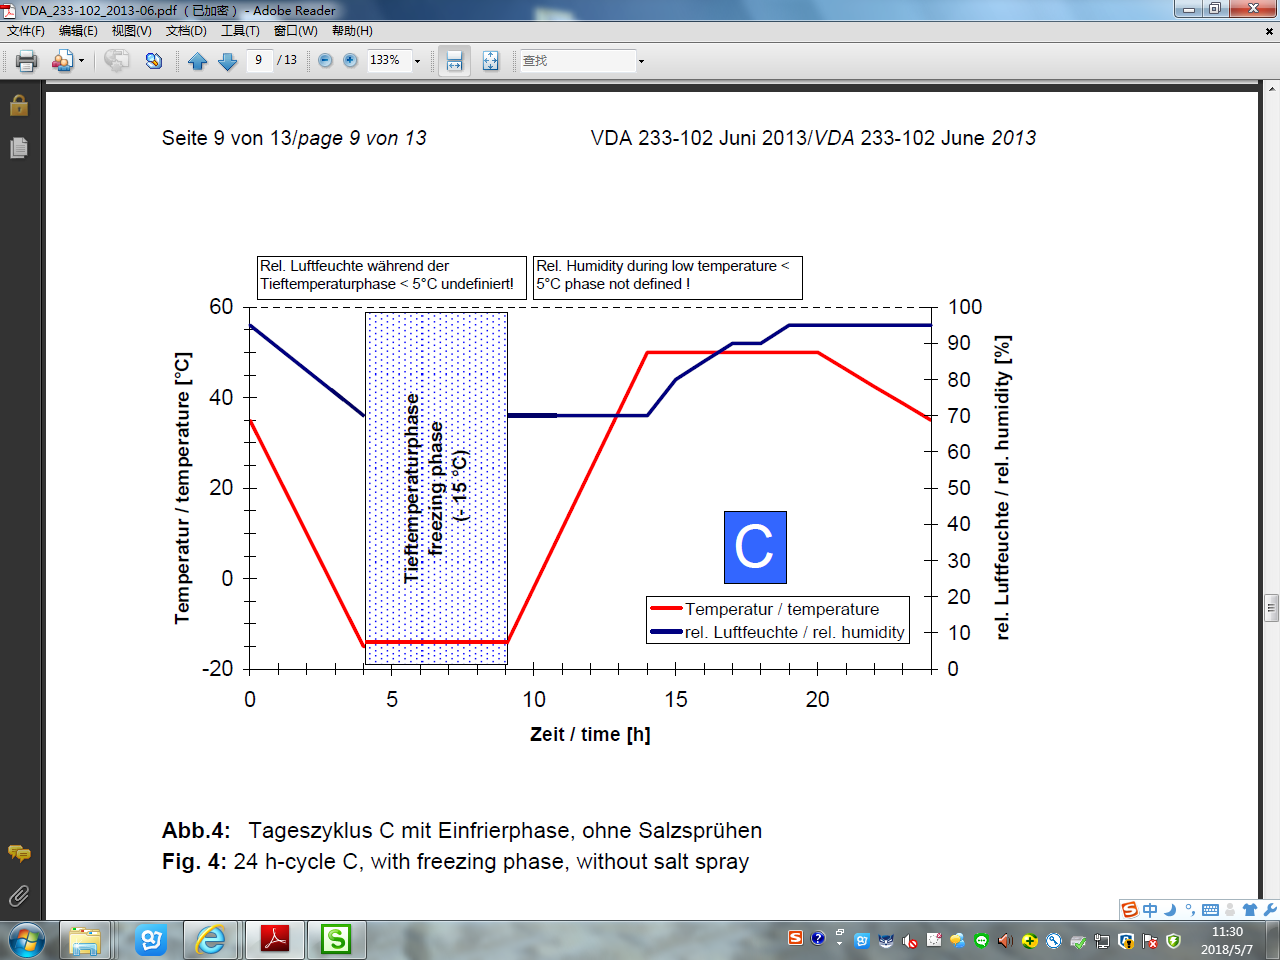 VDA_233-102_2013-06.pdf （已加密） - Adobe Reader
文件(F) 编辑(E) 视图(V) 文档(D) 工具(T) 窗口(W) 帮助(H)
9 / 13 133% 查找
Seite 9 von 13/page 9 von 13 VDA 233-102 Juni 2013/VDA 233-102 June 2013
Rel. Luftfeuchte während der
Tieftemperaturphase < 5°C undefiniert!
Rel. Humidity during low temperature <
5°C phase not defined !
Temperatur / temperature [°C]
60
40
20
0
-20
Tieftemperaturphase
freezing phase
(- 15 °C)
C
Temperatur / temperature
rel. Luftfeuchte / rel. humidity
100
90
80
70
60
50
40
30
20
10
0
rel. Luftfeuchte / rel. humidity [%]
0 5 10 15 20
Zeit / time [h]
Abb.4: Tageszyklus C mit Einfrierphase, ohne Salzsprühen
Fig. 4: 24 h-cycle C, with freezing phase, without salt spray
中
11:30
2018/5/7